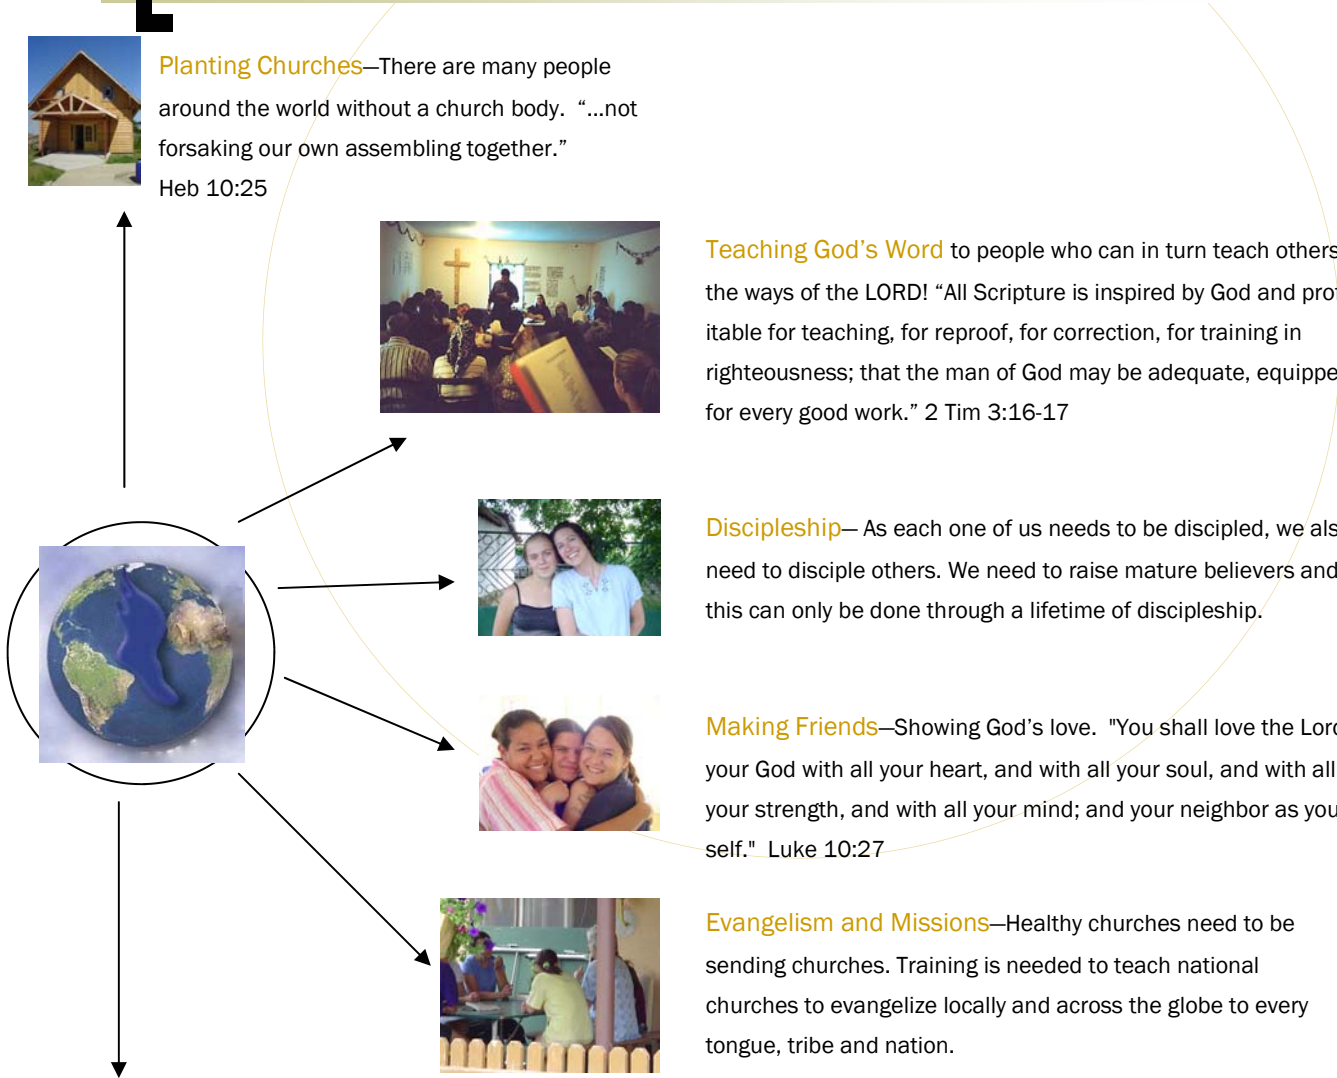 Planting Churches—There are many people
around the world without a church body.  “...not
forsaking our own assembling together.”
Heb 10:25
Teaching God’s Word to people who can in turn teach others
the ways of the LORD! “All Scripture is inspired by God and prof
itable for teaching, for reproof, for correction, for training in
righteousness; that the man of God may be adequate, equippe
for every good work.” 2 Tim 3:16-17
Discipleship— As each one of us needs to be discipled, we als
need to disciple others. We need to raise mature believers and
this can only be done through a lifetime of discipleship.
Making Friends—Showing God’s love.  "You shall love the Lord
your God with all your heart, and with all your soul, and with all
your strength, and with all your mind; and your neighbor as you
self."  Luke 10:27
Evangelism and Missions—Healthy churches need to be
sending churches. Training is needed to teach national
churches to evangelize locally and across the globe to every
tongue, tribe and nation.